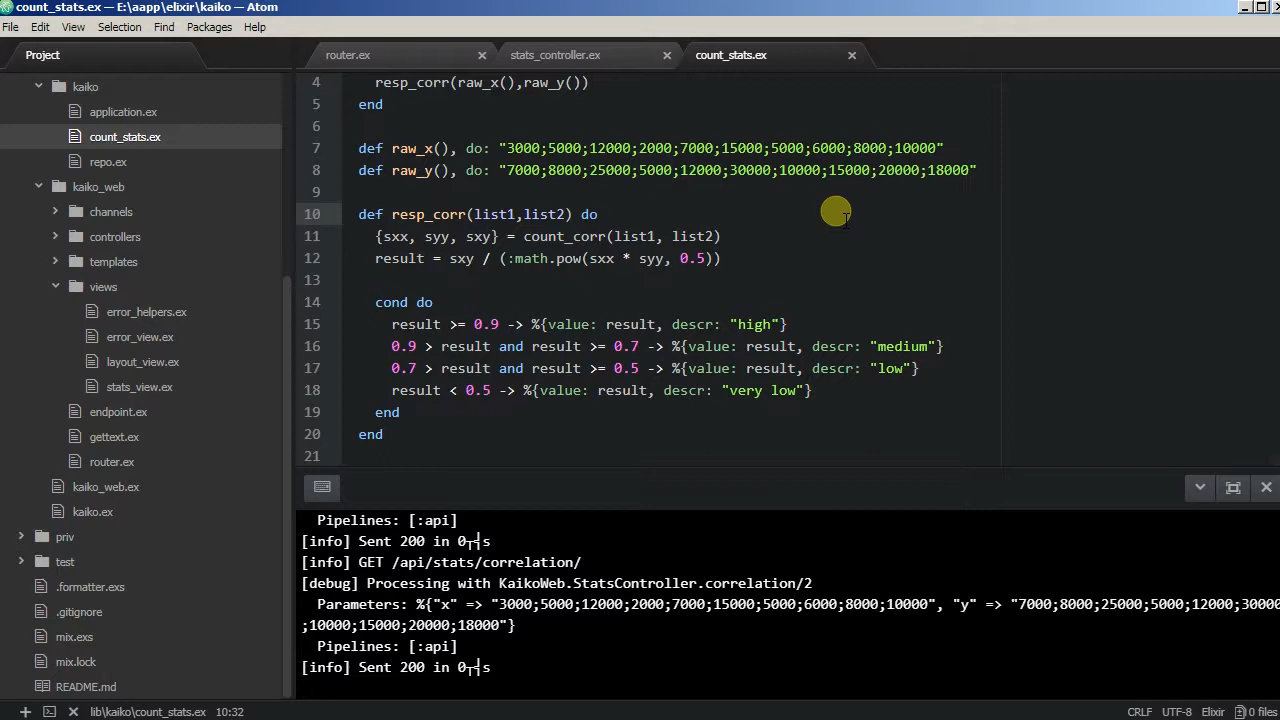 count_stats.ex - E:\aapp\elixir\kaiko - Atom
File Edit View Selection Find Packages Help
Project
router.ex
stats_controller.ex
count_stats.ex
kaiko
application.ex
count_stats.ex
repo.ex
kaiko_web
channels
controllers
templates
views
error_helpers.ex
error_view.ex
layout_view.ex
stats_view.ex
endpoint.ex
gettext.ex
router.ex
kaiko_web.ex
kaiko.ex
priv
test
.formatter.exs
.gitignore
mix.exs
mix.lock
README.md
4 resp_corr(raw_x(),raw_y())
5 end
6
7 def raw_x(), do: "3000;5000;12000;2000;7000;15000;5000;6000;8000;10000"
8 def raw_y(), do: "7000;8000;25000;5000;12000;30000;10000;15000;20000;18000"
9
10 def resp_corr(list1,list2) do
11 {sxx, syy, sxy} = count_corr(list1, list2)
12 result = sxy / (:math.pow(sxx * syy, 0.5))
13
14 cond do
15 result >= 0.9 -> %{value: result, descr: "high"}
16 0.9 > result and result >= 0.7 -> %{value: result, descr: "medium"}
17 0.7 > result and result >= 0.5 -> %{value: result, descr: "low"}
18 result < 0.5 -> %{value: result, descr: "very low"}
19 end
20 end
21
Pipelines: [:api]
[info] Sent 200 in 0┬╡s
[info] GET /api/stats/correlation/
[debug] Processing with KaikoWeb.StatsController.correlation/2
Parameters: %{"x" => "3000;5000;12000;2000;7000;15000;5000;6000;8000;10000", "y" => "7000;8000;25000;5000;12000;30000
;10000;15000;20000;18000"}
Pipelines: [:api]
[info] Sent 200 in 0┬╡s
lib\kaiko\count_stats.ex 10:32
CRLF UTF-8 Elixir 0 files